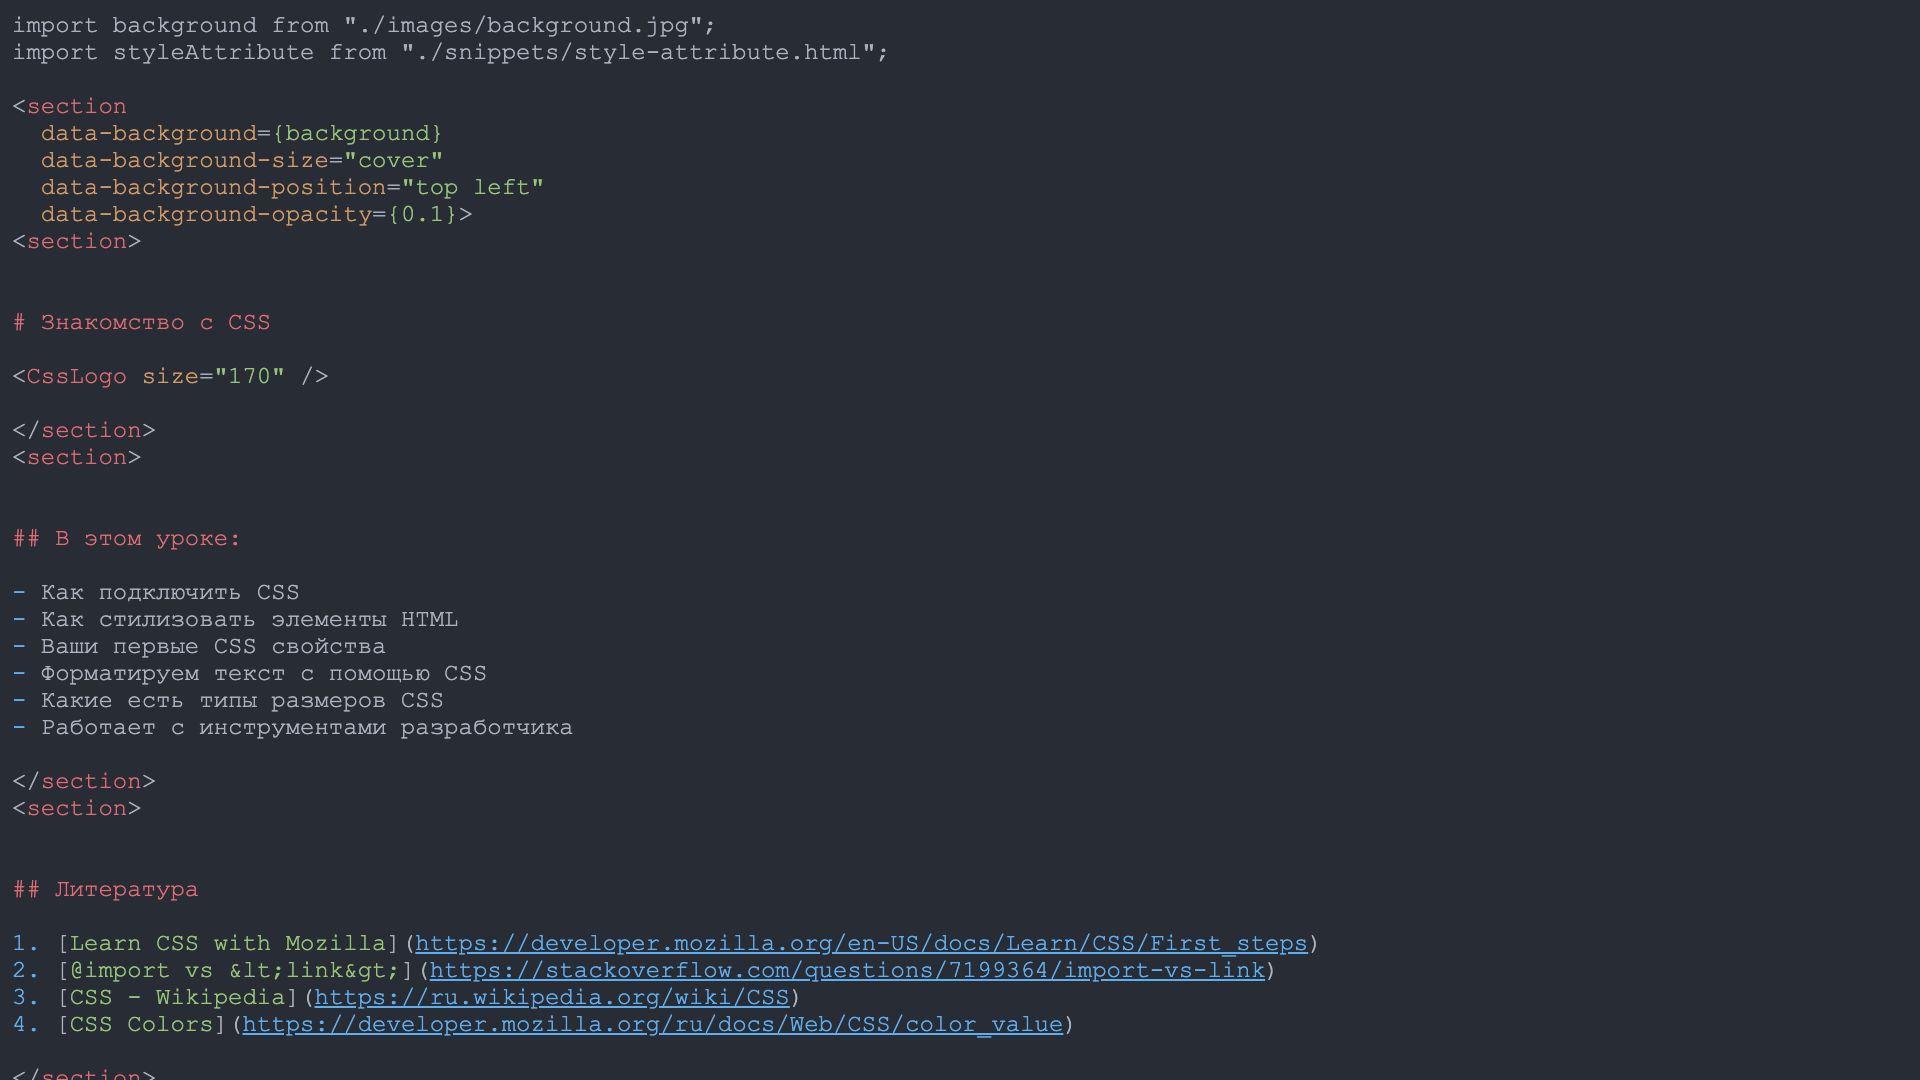 import background from "./images/background.jpg";
import styleAttribute from "./snippets/style-attribute.html";
<section
data-background={background}
data-background-size="cover"
data-background-position="top left"
data-background-opacity={0.1}>
<section>
# Знакомство с CSS
<CssLogo size="170" />
</section>
<section>
## В этом уроке:
- Как подключить CSS
- Как стилизовать элементы HTML
- Ваши первые CSS свойства
- Форматируем текст с помощью CSS
- Какие есть типы размеров CSS
- Работает с инструментами разработчика
</section>
<section>
## Литература
1. [Learn CSS with Mozilla](https://developer.mozilla.org/en-US/docs/Learn/CSS/First_steps)
2. [@import vs &lt;link&gt;](https://stackoverflow.com/questions/7199364/import-vs-link)
3. [CSS - Wikipedia](https://ru.wikipedia.org/wiki/CSS)
4. [CSS Colors](https://developer.mozilla.org/ru/docs/Web/CSS/color_value)
</section>